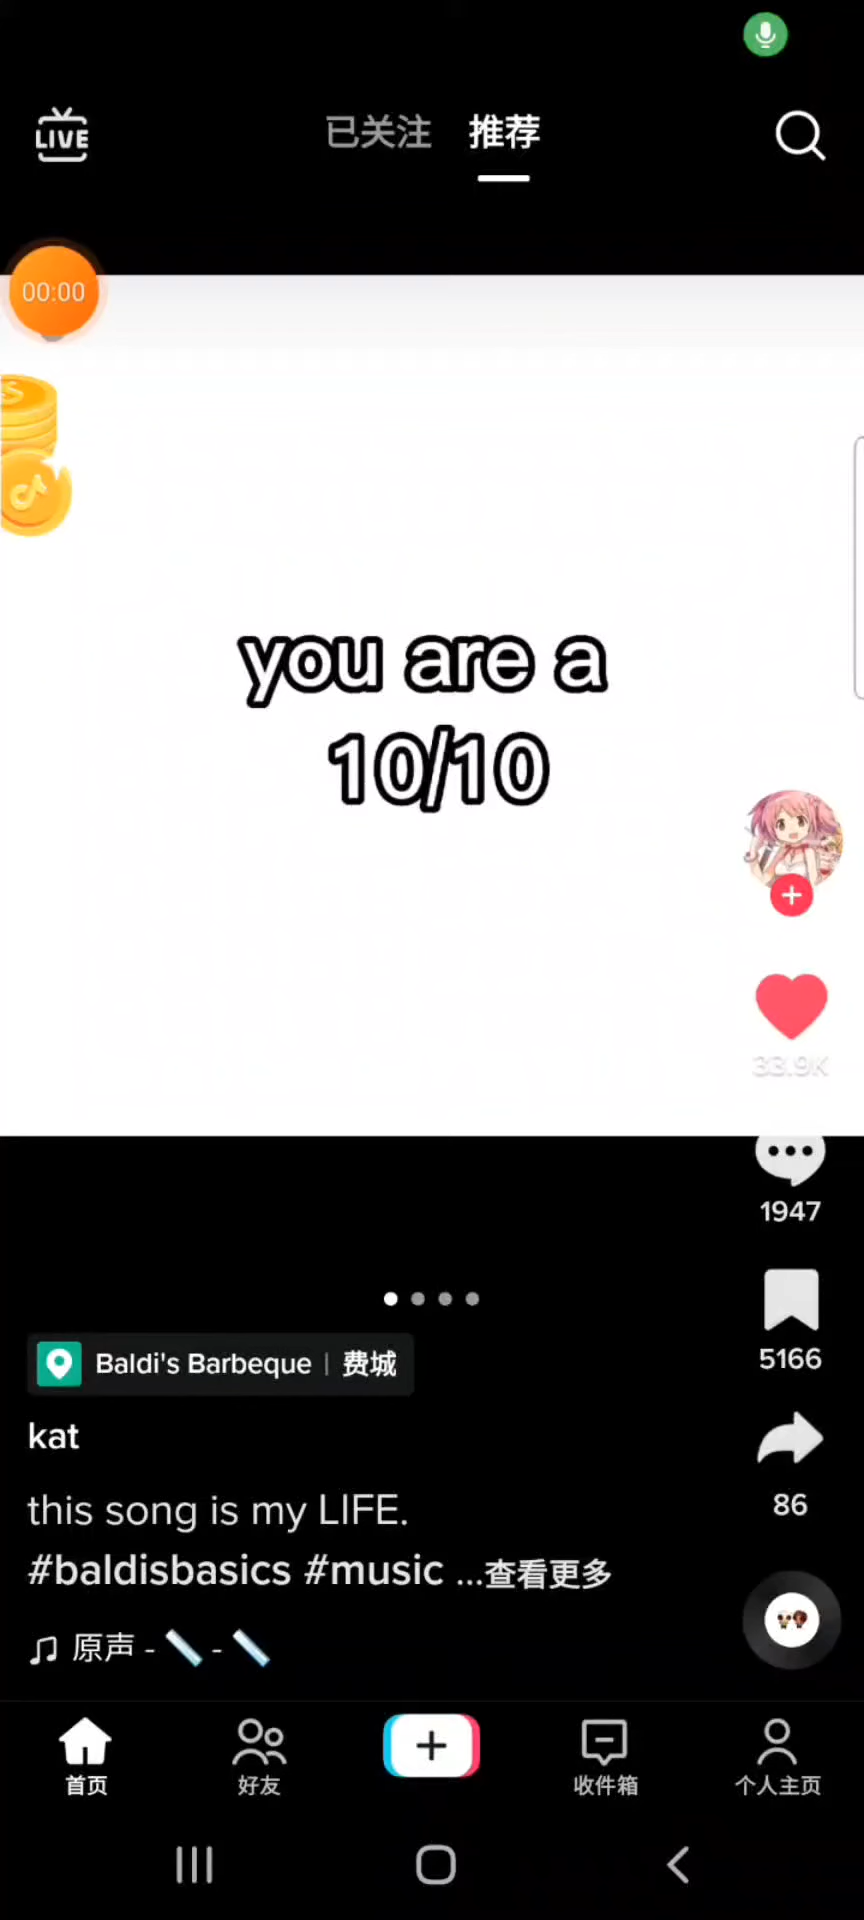 LIVE
已关注 推荐
00:00
you are a
10/10
33.9K
1947
Baldi's Barbeque | 费城
5166
kat
this song is my LIFE.
86
#baldisbasics #music ...查看更多
原声 - 📏 - 📏
首页 好友 收件箱 个人主页